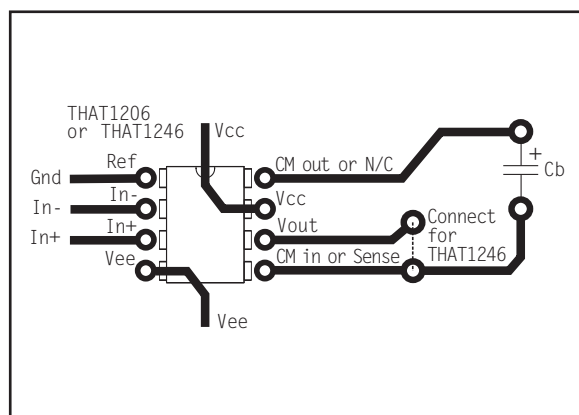 THAT1206
or THAT1246
Vcc
Ref
CM out or N/C
+
Cb
Gnd
In-
In-
Vcc
In+
In+
Vout
Connect
for
THAT1246
Vee
CM in or Sense
Vee